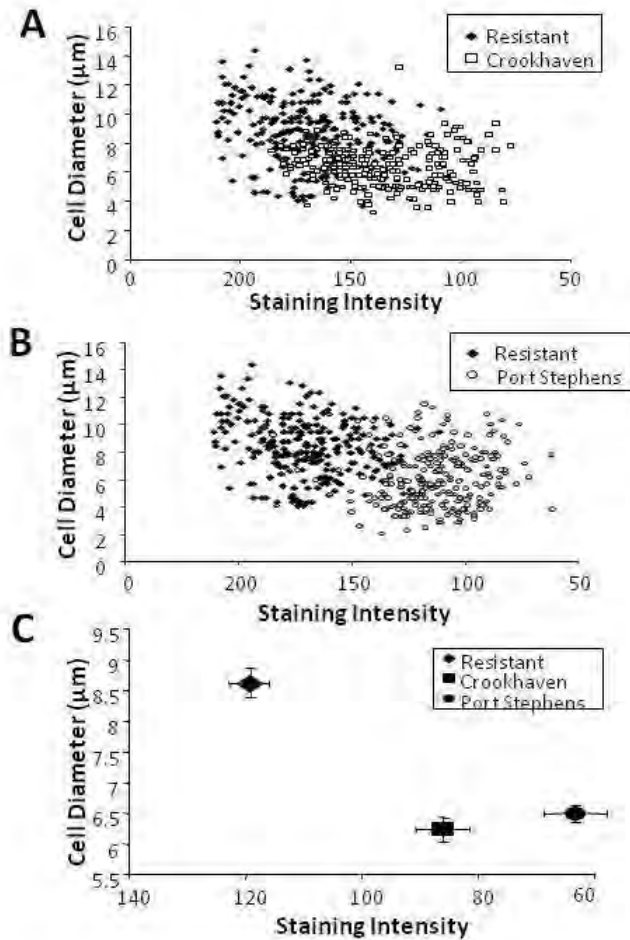 A
Cell Diameter (µm)
16
14
12
10
8
6
4
2
0
Resistant
Crookhaven
0
200
150
100
50
Staining Intensity
B
Cell Diameter (µm)
16
14
12
10
8
6
4
2
0
Resistant
Port Stephens
0
200
150
100
50
Staining Intensity
C
Cell Diameter (µm)
9.5
9
8.5
8
7.5
7
6.5
6
5.5
Resistant
Crookhaven
Port Stephens
140
120
100
80
60
Staining Intensity